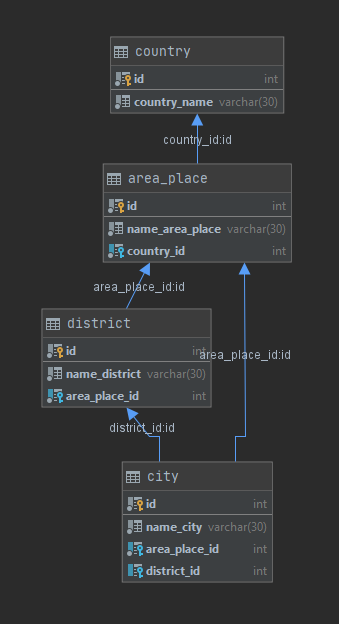 country
id int
country_name varchar(30)
country_id:id
area_place
id int
name_area_place varchar(30)
country_id int
area_place_id:id
district
id int
name_district varchar(30)
area_place_id int
area_place_id:id
district_id:id
city
id int
name_city varchar(30)
area_place_id int
district_id int